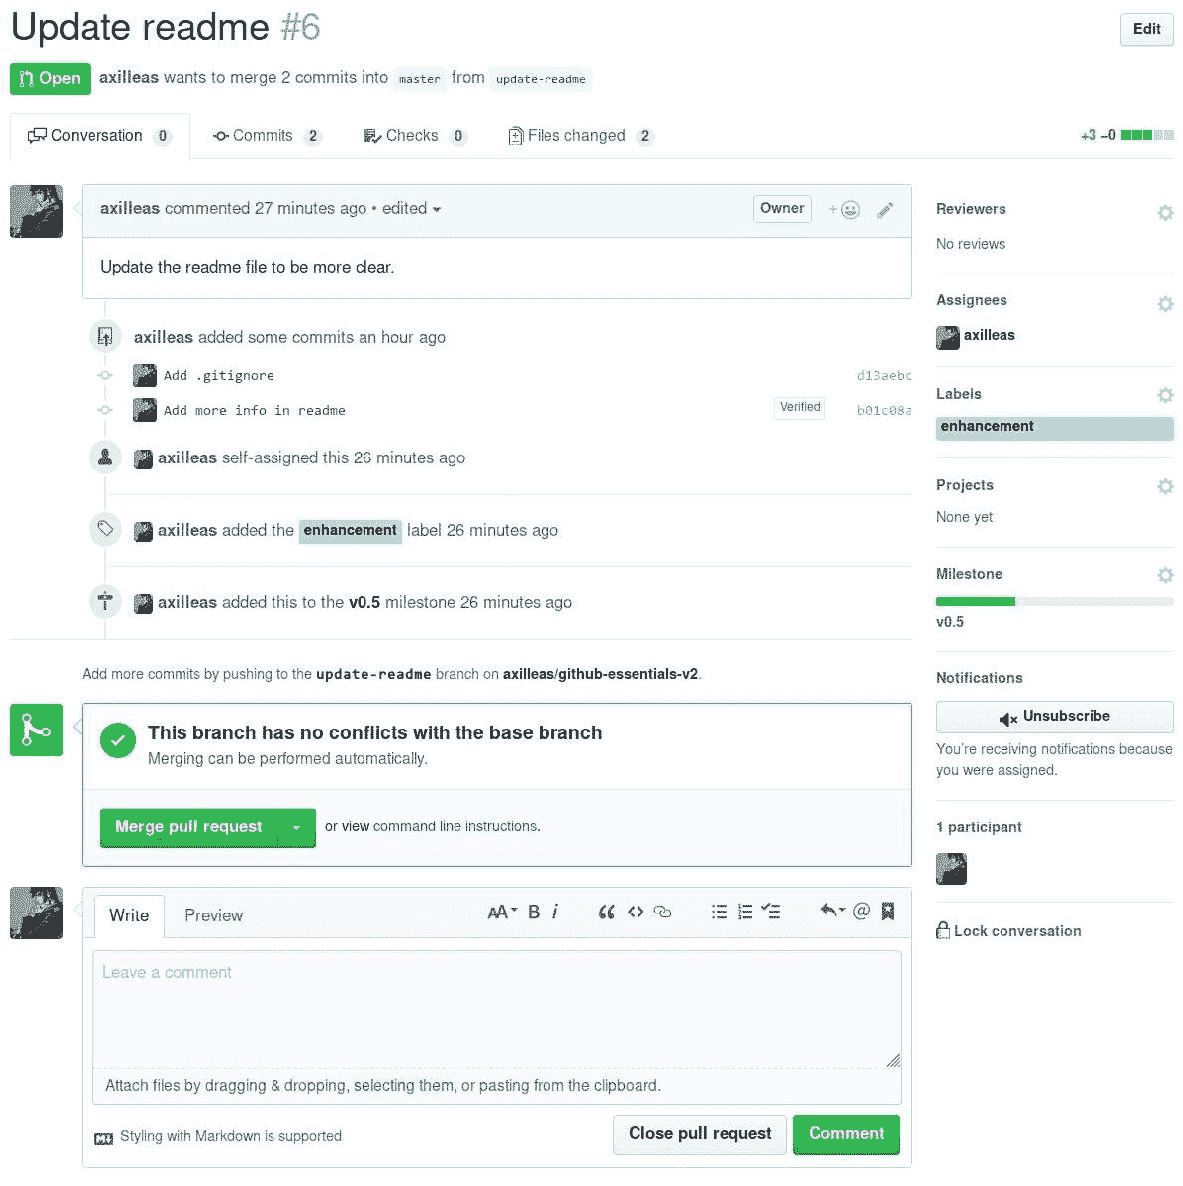 Update readme #6
Edit
Open axilleas wants to merge 2 commits into master from update-readme
Conversation 0 Commits 2 Checks 0 Files changed 2 +3 −0
axilleas commented 27 minutes ago • edited Owner
Update the readme file to be more clear.
axilleas added some commits an hour ago
Add .gitignore d13aebc
Add more info in readme Verified b01c08a
axilleas self-assigned this 26 minutes ago
axilleas added the enhancement label 26 minutes ago
axilleas added this to the v0.5 milestone 26 minutes ago
Add more commits by pushing to the update-readme branch on axilleas/github-essentials-v2.
This branch has no conflicts with the base branch
Merging can be performed automatically.
Merge pull request or view command line instructions.
Write Preview AA B i
Leave a comment
Attach files by dragging & dropping, selecting them, or pasting from the clipboard.
Styling with Markdown is supported
Close pull request Comment
Reviewers
No reviews
Assignees
axilleas
Labels
enhancement
Projects
None yet
Milestone
v0.5
Notifications
Unsubscribe
You're receiving notifications because
you were assigned.
1 participant
Lock conversation